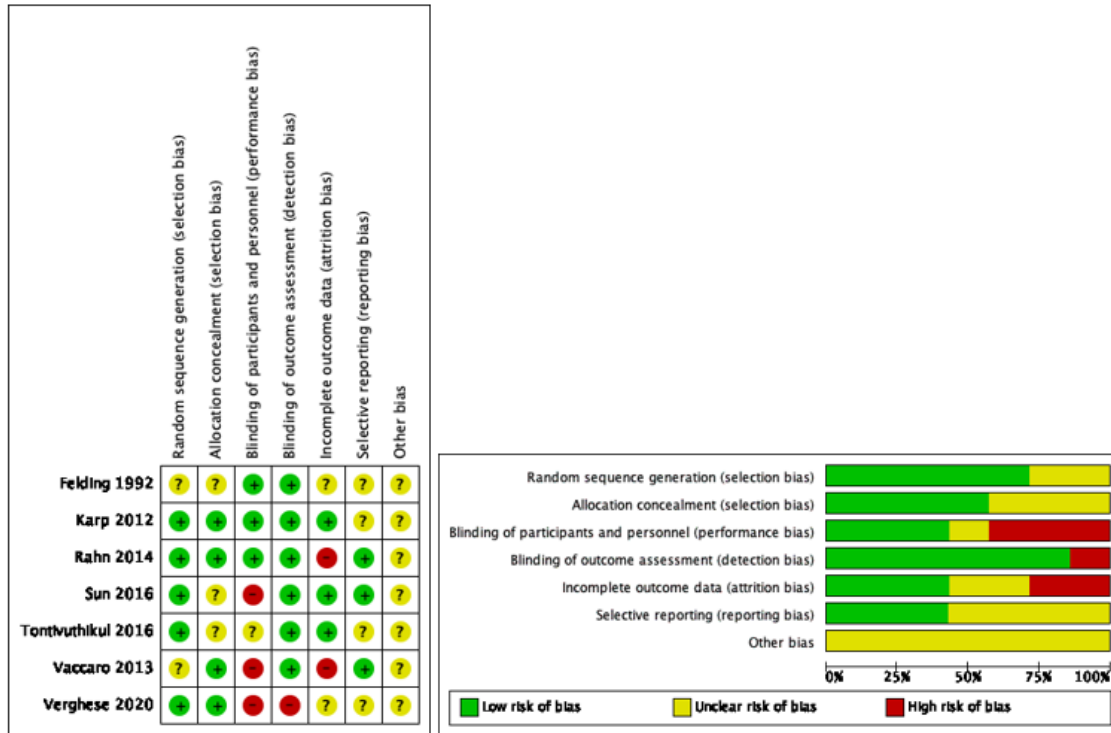 Random sequence generation (selection bias)
Allocation concealment (selection bias)
Blinding of participants and personnel (performance bias)
Blinding of outcome assessment (detection bias)
Incomplete outcome data (attrition bias)
Selective reporting (reporting bias)
Other bias
Felding 1992 ? ? + + ? ? ?
Karp 2012 + + + + + ? ?
Rahn 2014 + + + + - + ?
Sun 2016 + ? - + + + ?
Tontivuthikul 2016 + ? ? + + ? ?
Vaccaro 2013 ? + - + - + ?
Verghese 2020 + + - - ? ? ?
Random sequence generation (selection bias)
Allocation concealment (selection bias)
Blinding of participants and personnel (performance bias)
Blinding of outcome assessment (detection bias)
Incomplete outcome data (attrition bias)
Selective reporting (reporting bias)
Other bias
0% 25% 50% 75% 100%
Low risk of bias Unclear risk of bias High risk of bias